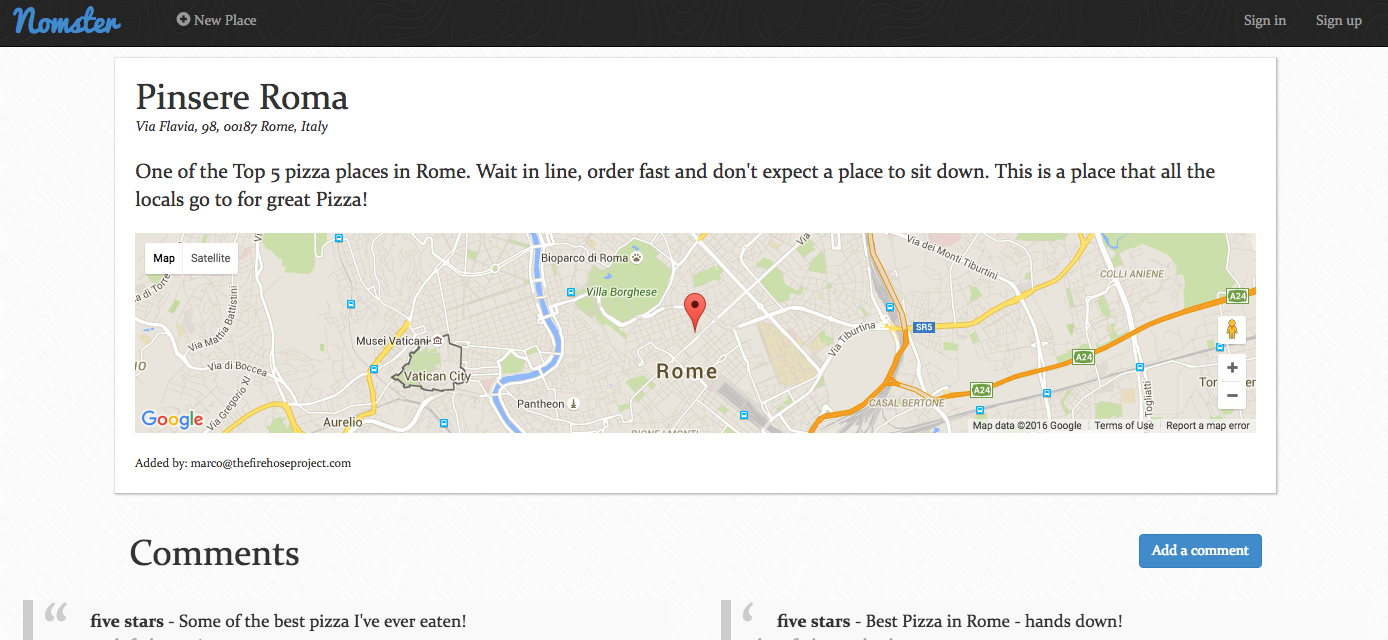 Nomster
New Place
Sign in
Sign up
Pinsere Roma
Via Flavia, 98, 00187 Rome, Italy
One of the Top 5 pizza places in Rome. Wait in line, order fast and don't expect a place to sit down. This is a place that all the
locals go to for great Pizza!
Map
Satellite
Bioparco di Roma
Via
Via dei Monti Tiburtini
COLLI ANIENE
Villa Borghese
A24
Via Mattia Battistini
SR5
Via Tiburtina
Musei Vaticani
A24
Via di Boccea
Vatican City
Rome
A24
Via Gregorio XI
Pantheon
CASAL BERTONE
Togliatti
Google
Aurelio
Map data ©2016 Google
Terms of Use
Report a map error
Added by: marco@thefirehoseproject.com
Comments
Add a comment
“
five stars - Some of the best pizza I've ever eaten!
five stars - Best Pizza in Rome - hands down!